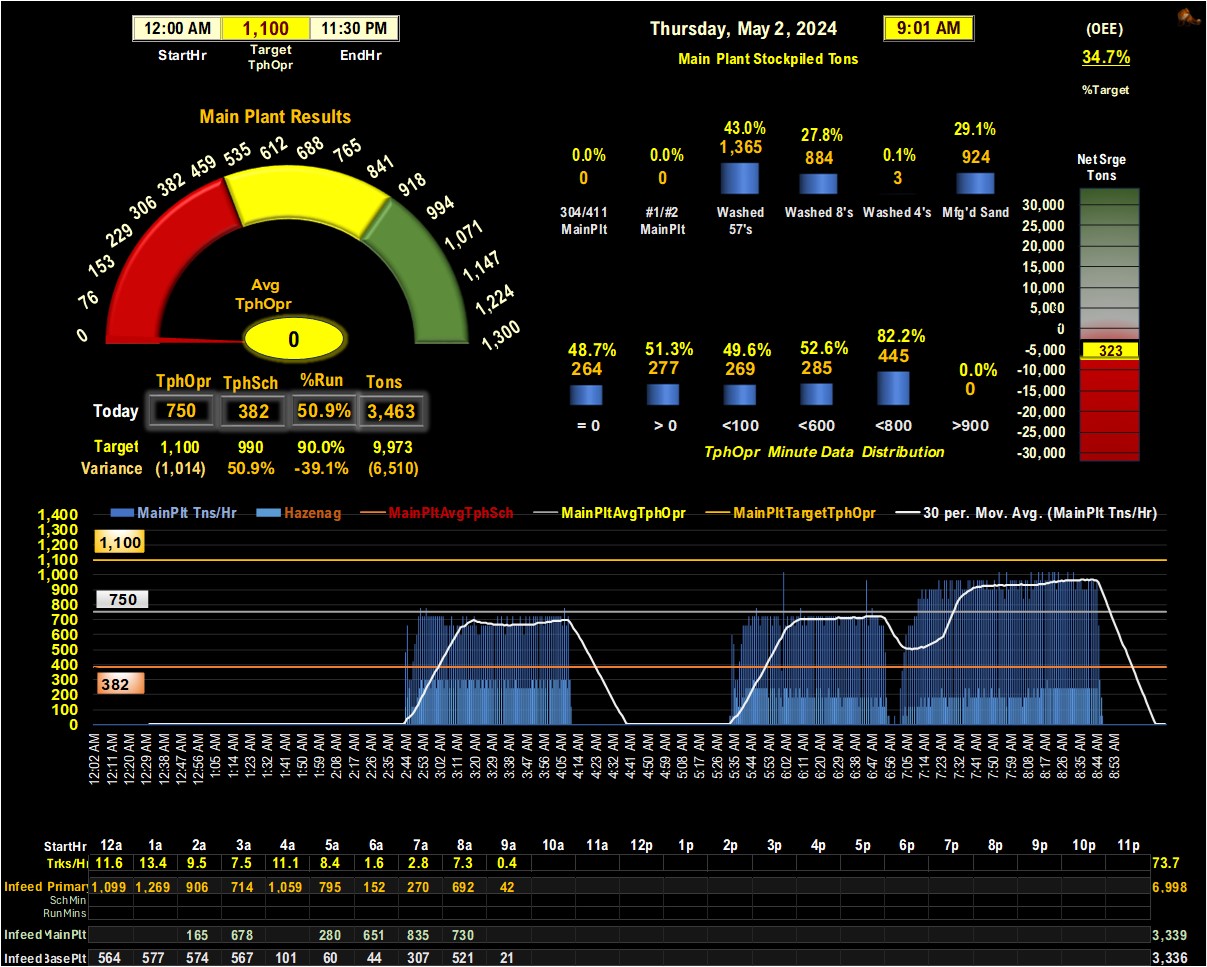 12:00 AM 1,100 11:30 PM
StartHr Target TphOpr EndHr
Thursday, May 2, 2024 9:01 AM
Main Plant Stockpiled Tons
(OEE)
34.7%
%Target
Main Plant Results
0 76 153 229 306 382 459 535 612 688 765 841 918 994 1,071 1,147 1,224 1,300
Avg
TphOpr
0
TphOpr TphSch %Run Tons
Today 750 382 50.9% 3,463
Target 1,100 990 90.0% 9,973
Variance (1,014) 50.9% -39.1% (6,510)
0.0% 0.0% 43.0% 27.8% 0.1% 29.1%
0 0 1,365 884 3 924
304/411 MainPlt #1/#2 MainPlt Washed 57's Washed 8's Washed 4's Mfg'd Sand
48.7% 51.3% 49.6% 52.6% 82.2% 0.0%
264 277 269 285 445 0
= 0 > 0 <100 <600 <800 >900
TphOpr Minute Data Distribution
Net Srge
Tons
30,000
25,000
20,000
15,000
10,000
5,000
0
-5,000
323
-10,000
-15,000
-20,000
-25,000
-30,000
MainPlt Tns/Hr Hazenag MainPltAvgTphSch MainPltAvgTphOpr MainPltTargetTphOpr 30 per. Mov. Avg. (MainPlt Tns/Hr)
1,400
1,300
1,200
1,100
1,000
900
800
700
600
500
400
300
200
100
0
1,100
750
382
12:02 AM 12:11 AM 12:20 AM 12:29 AM 12:38 AM 12:47 AM 12:56 AM 1:05 AM 1:14 AM 1:23 AM 1:32 AM 1:41 AM 1:50 AM 1:59 AM 2:08 AM 2:17 AM 2:26 AM 2:35 AM 2:44 AM 2:53 AM 3:02 AM 3:11 AM 3:20 AM 3:29 AM 3:38 AM 3:47 AM 3:56 AM 4:05 AM 4:14 AM 4:23 AM 4:32 AM 4:41 AM 4:50 AM 4:59 AM 5:08 AM 5:17 AM 5:26 AM 5:35 AM 5:44 AM 5:53 AM 6:02 AM 6:11 AM 6:20 AM 6:29 AM 6:38 AM 6:47 AM 6:56 AM 7:05 AM 7:14 AM 7:23 AM 7:32 AM 7:41 AM 7:50 AM 7:59 AM 8:08 AM 8:17 AM 8:26 AM 8:35 AM 8:44 AM 8:53 AM
StartHr 12a 1a 2a 3a 4a 5a 6a 7a 8a 9a 10a 11a 12p 1p 2p 3p 4p 5p 6p 7p 8p 9p 10p 11p
Trks/Hr 11.6 13.4 9.5 7.5 11.1 8.4 1.6 2.8 7.3 0.4 73.7
Infeed Primary 1,099 1,269 906 714 1,059 795 152 270 692 42 6,998
SchMin
RunMins
Infeed MainPlt 165 678 280 651 835 730 3,339
Infeed BasePlt 564 577 574 567 101 60 44 307 521 21 3,336